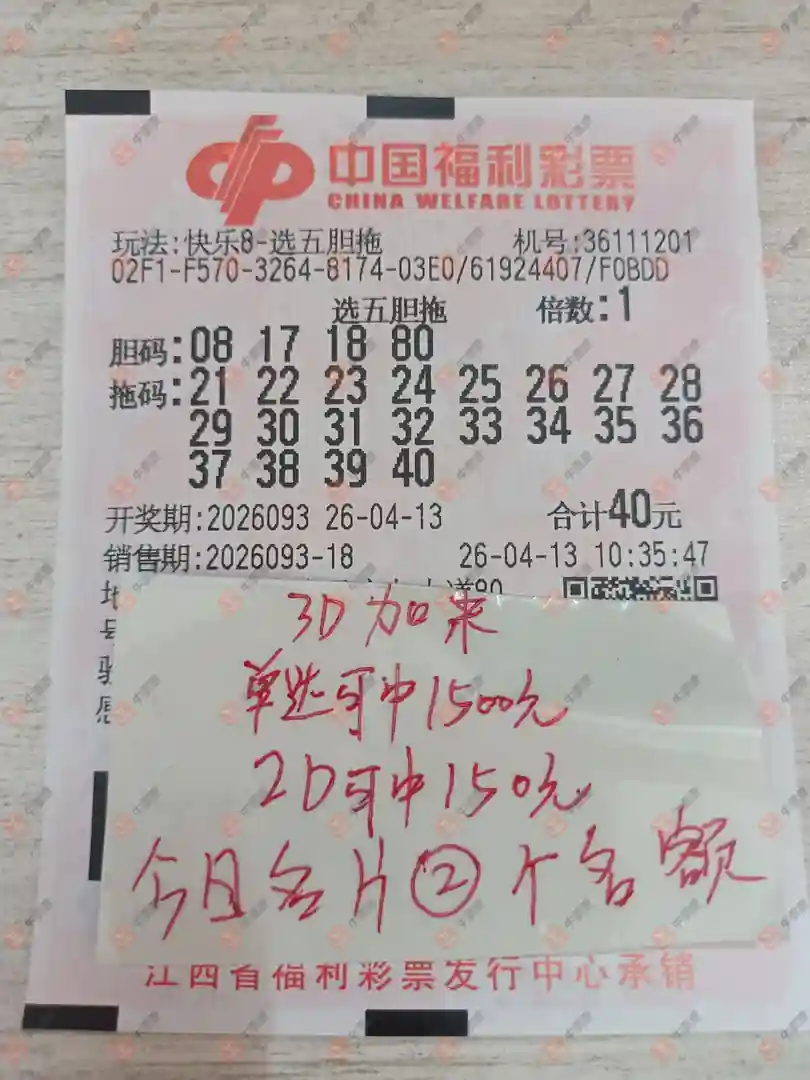 中国福利彩票
CHINA WELFARE LOTTERY
玩法:快乐8-选五胆拖 机号:36111201
02F1-F570-3264-8174-03E0/61924407/F0BDD
选五胆拖 倍数:1
胆码:08 17 18 80
拖码:21 22 23 24 25 26 27 28
29 30 31 32 33 34 35 36
37 38 39 40
开奖期:2026093 26-04-13 合计40元
销售期:2026093-18 26-04-13 10:35:47
3D加来
单选可中1500元
2D可中150元
今日名片②个名额
江西省福利彩票发行中心承销